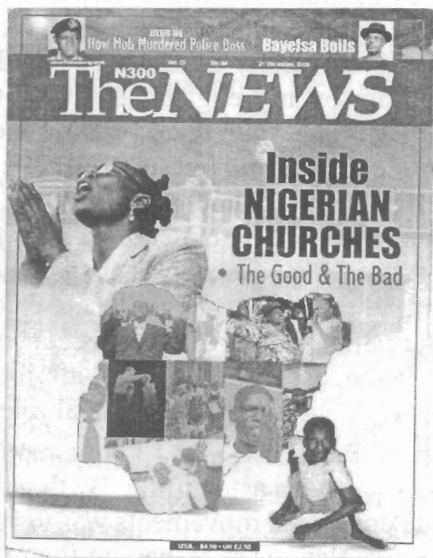 How Mob Murdered Police Boss
Bayelsa Boils
N300
TheNEWS
Inside
NIGERIAN
CHURCHES
• The Good & The Bad